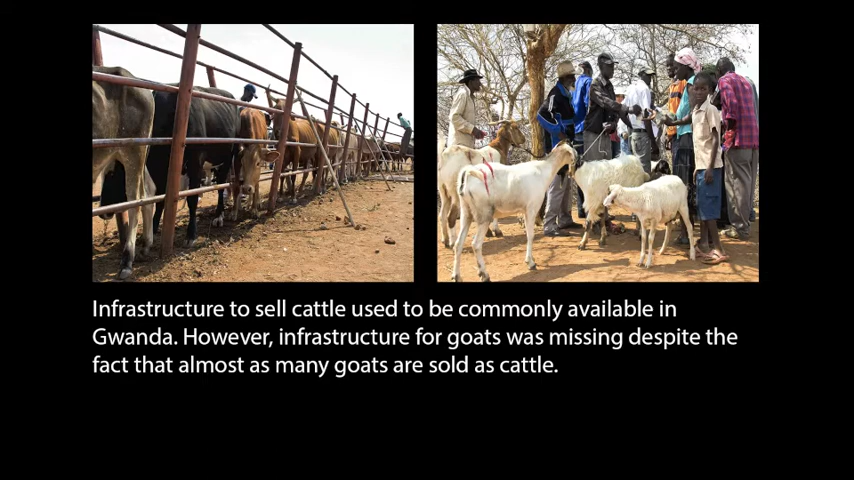 Infrastructure to sell cattle used to be commonly available in
Gwanda. However, infrastructure for goats was missing despite the
fact that almost as many goats are sold as cattle.